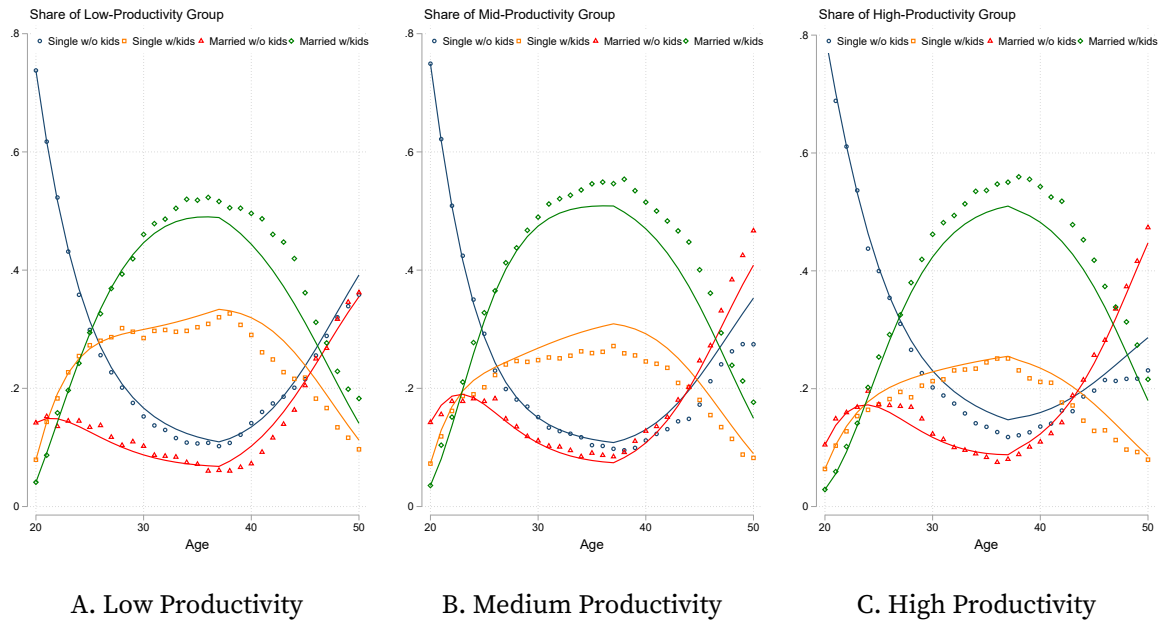 Share of Low-Productivity Group
Single w/o kids Single w/kids Married w/o kids Married w/kids
.8
.6
.4
.2
0
20 30 40 50
Age
A. Low Productivity
Share of Mid-Productivity Group
Single w/o kids Single w/kids Married w/o kids Married w/kids
.8
.6
.4
.2
0
20 30 40 50
Age
B. Medium Productivity
Share of High-Productivity Group
Single w/o kids Single w/kids Married w/o kids Married w/kids
.8
.6
.4
.2
0
20 30 40 50
Age
C. High Productivity